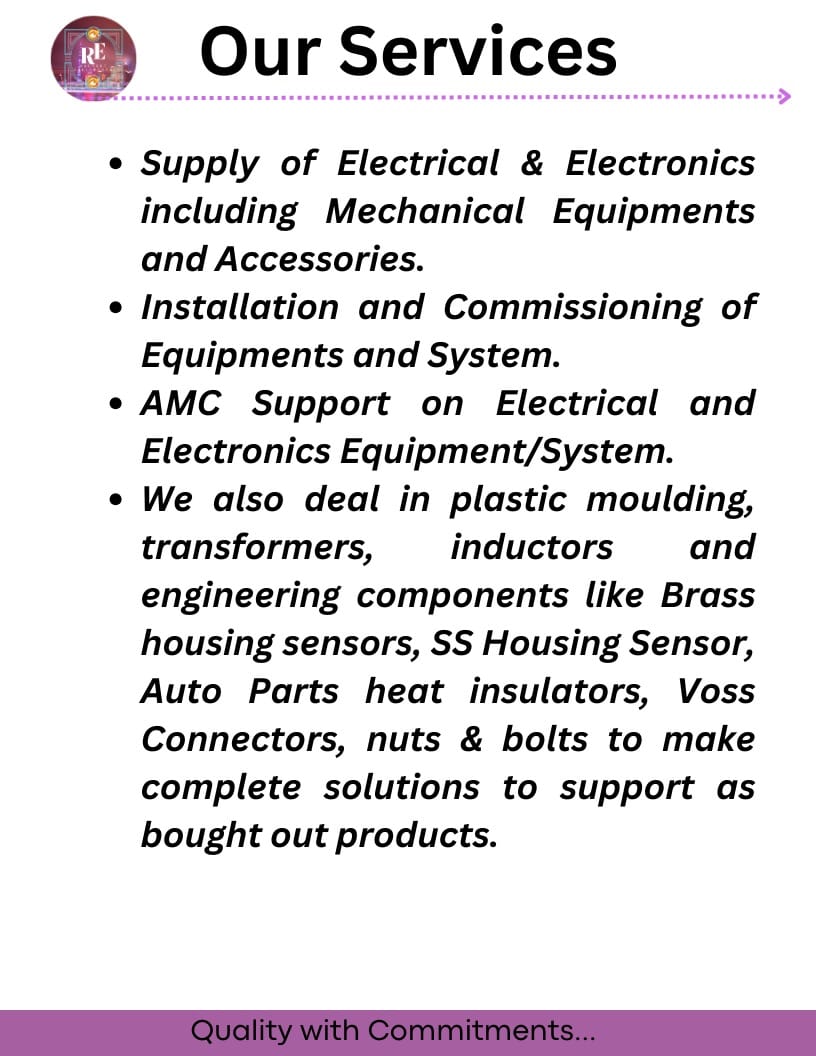 RE
Our Services
• Supply of Electrical & Electronics
including Mechanical Equipments
and Accessories.
• Installation and Commissioning of
Equipments and System.
• AMC Support on Electrical and
Electronics Equipment/System.
• We also deal in plastic moulding,
transformers, inductors and
engineering components like Brass
housing sensors, SS Housing Sensor,
Auto Parts heat insulators, Voss
Connectors, nuts & bolts to make
complete solutions to support as
bought out products.
Quality with Commitments...